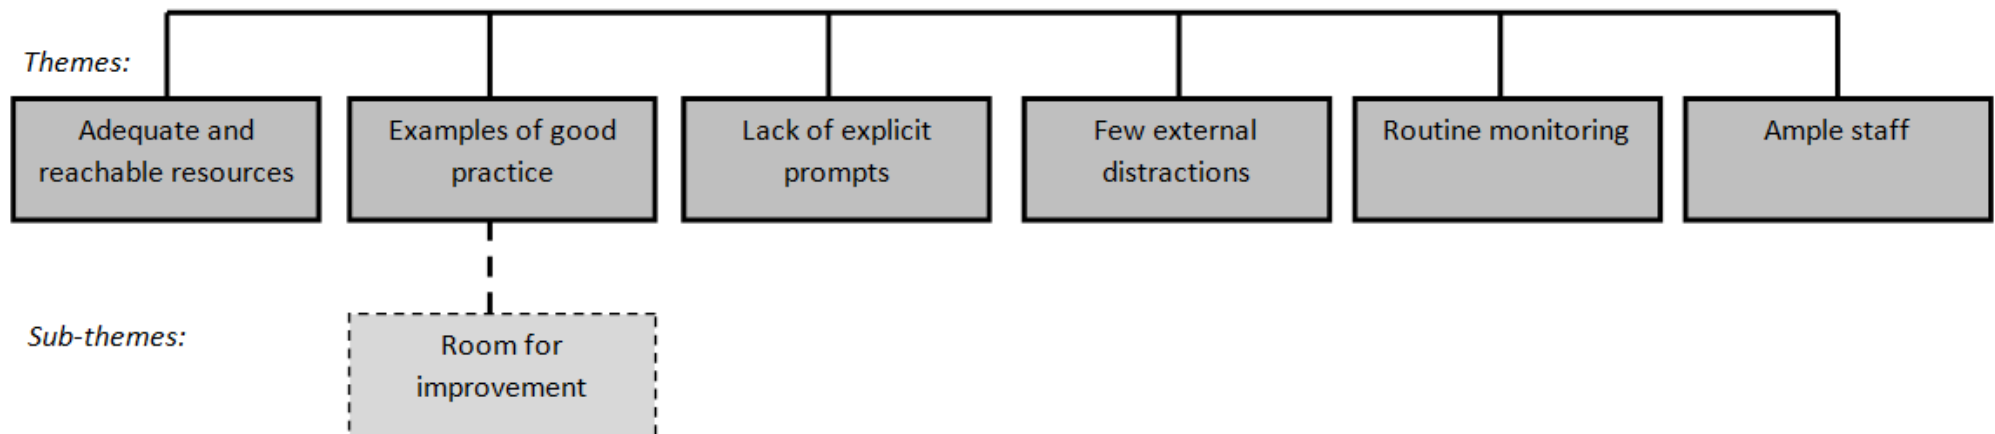 Themes:
Adequate and
reachable resources
Examples of good
practice
Lack of explicit
prompts
Few external
distractions
Routine monitoring
Ample staff
Sub-themes:
Room for
improvement